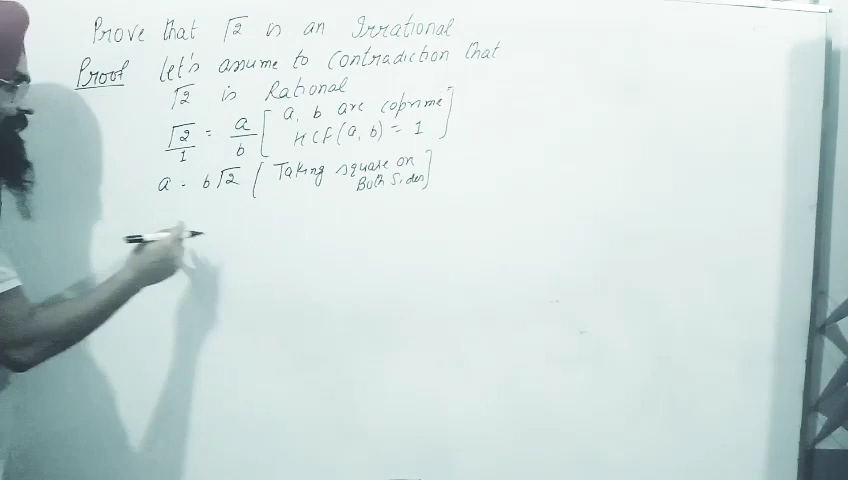 Prove that √2 is an Irrational
Proof let's assume to contradiction that
√2 is Rational
√2/1 = a/b [a, b are coprime
HCF(a, b) = 1]
a = b√2 [Taking square on
Both Sides]